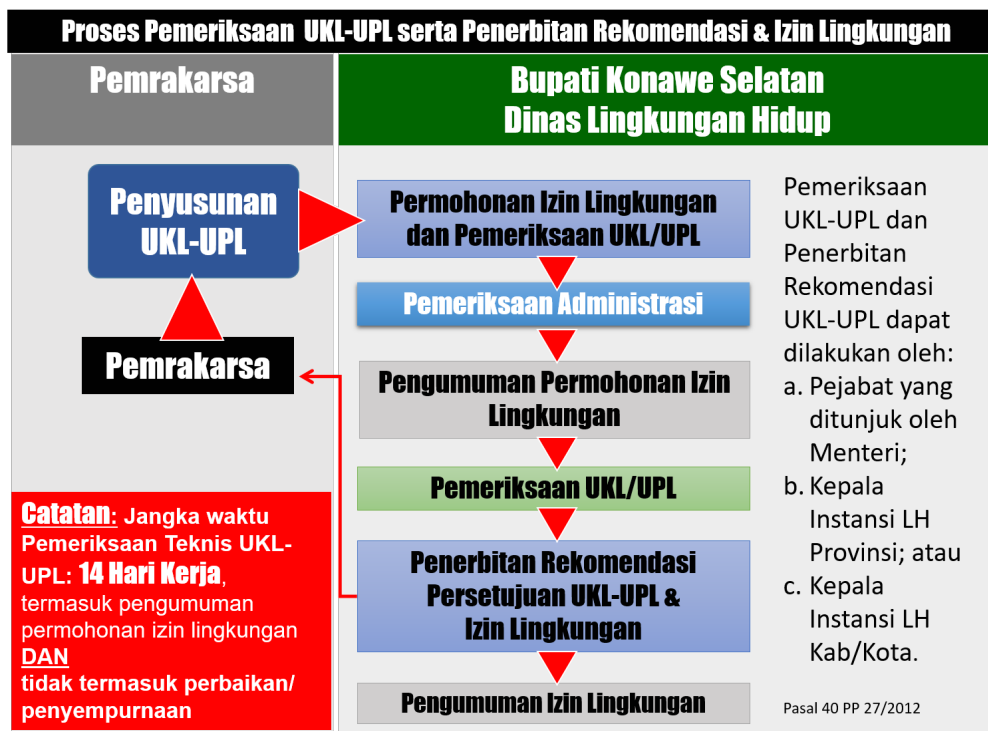 Proses Pemeriksaan UKL-UPL serta Penerbitan Rekomendasi & Izin Lingkungan
Pemrakarsa
Bupati Konawe Selatan
Dinas Lingkungan Hidup
Penyusunan
UKL-UPL
Pemrakarsa
Catatan: Jangka waktu
Pemeriksaan Teknis UKL-
UPL: 14 Hari Kerja,
termasuk pengumuman
permohonan izin lingkungan
DAN
tidak termasuk perbaikan/
penyempurnaan
Permohonan Izin Lingkungan
dan Pemeriksaan UKL/UPL
Pemeriksaan Administrasi
Pengumuman Permohonan Izin
Lingkungan
Pemeriksaan UKL/UPL
Penerbitan Rekomendasi
Persetujuan UKL-UPL &
Izin Lingkungan
Pengumuman Izin Lingkungan
Pemeriksaan
UKL-UPL dan
Penerbitan
Rekomendasi
UKL-UPL dapat
dilakukan oleh:
a. Pejabat yang
ditunjuk oleh
Menteri;
b. Kepala
Instansi LH
Provinsi; atau
c. Kepala
Instansi LH
Kab/Kota.
Pasal 40 PP 27/2012